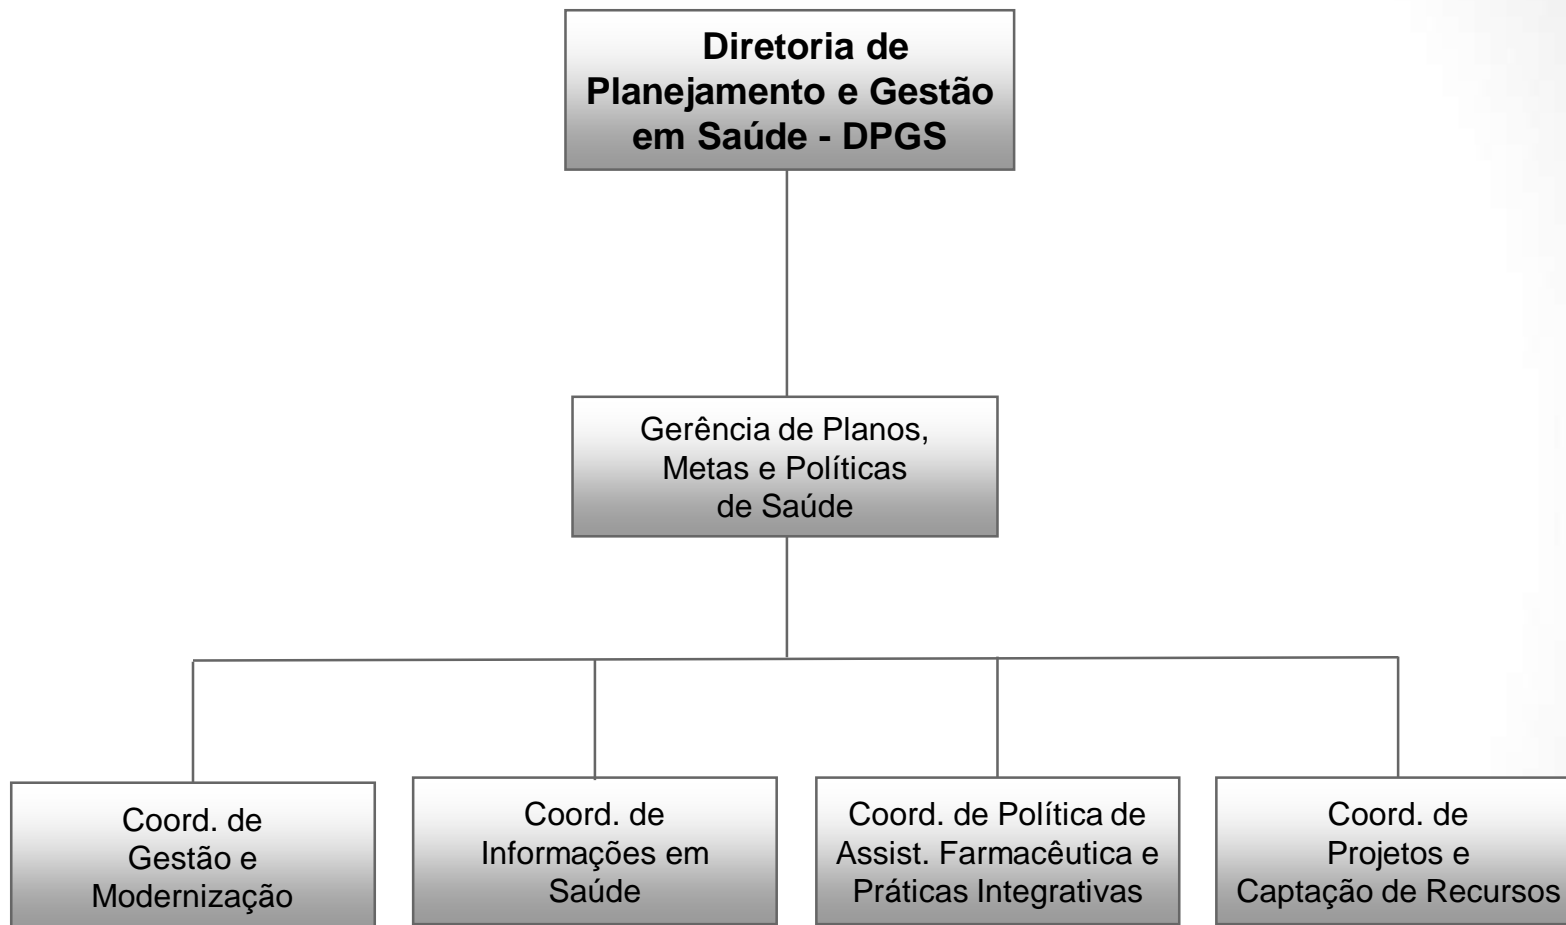 Diretoria de
Planejamento e Gestão
em Saúde - DPGS
Gerência de Planos,
Metas e Políticas
de Saúde
Coord. de
Gestão e
Modernização
Coord. de
Informações em
Saúde
Coord. de Política de
Assist. Farmacêutica e
Práticas Integrativas
Coord. de
Projetos e
Captação de Recursos